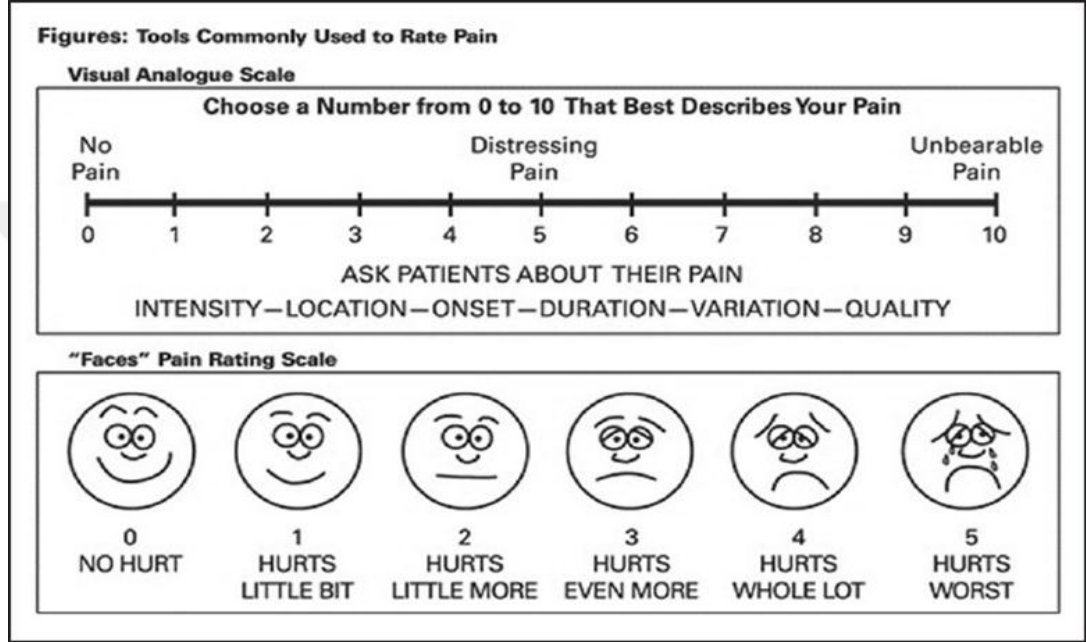 Figures: Tools Commonly Used to Rate Pain
Visual Analogue Scale
Choose a Number from 0 to 10 That Best Describes Your Pain
No Pain
Distressing Pain
Unbearable Pain
0 1 2 3 4 5 6 7 8 9 10
ASK PATIENTS ABOUT THEIR PAIN
INTENSITY—LOCATION—ONSET—DURATION—VARIATION—QUALITY
"Faces" Pain Rating Scale
0
NO HURT
1
HURTS
LITTLE BIT
2
HURTS
LITTLE MORE
3
HURTS
EVEN MORE
4
HURTS
WHOLE LOT
5
HURTS
WORST